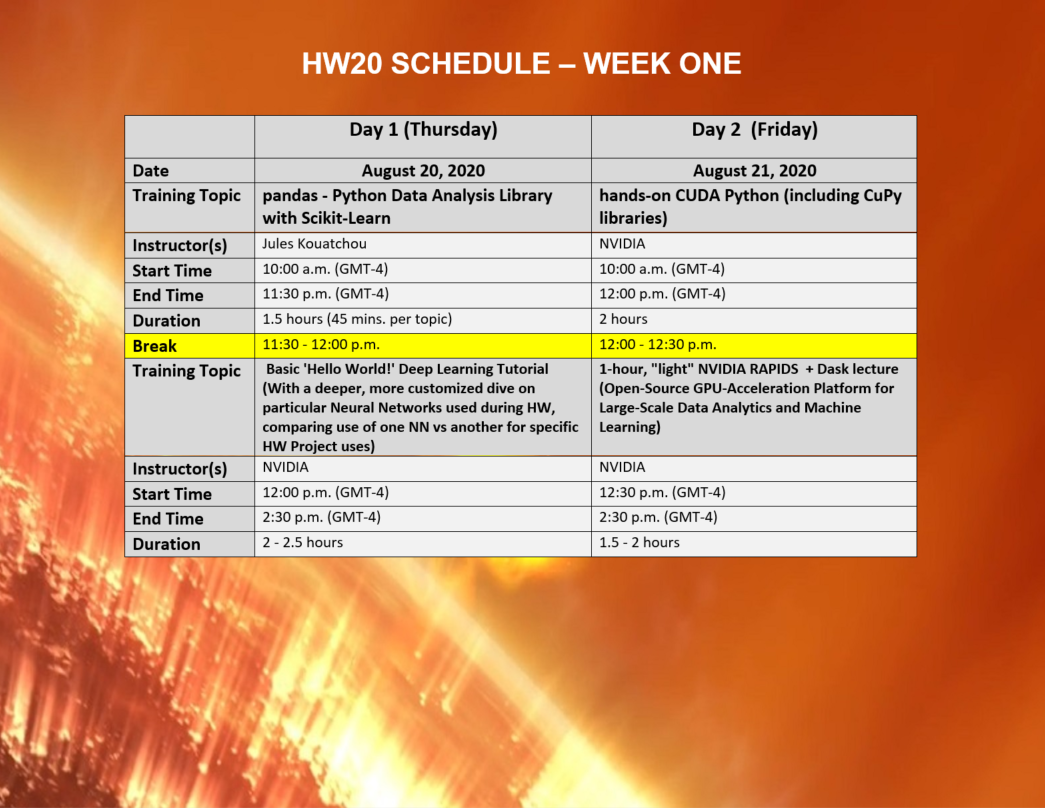 HW20 SCHEDULE – WEEK ONE
Day 1 (Thursday) Day 2 (Friday)
Date August 20, 2020 August 21, 2020
Training Topic pandas - Python Data Analysis Library hands-on CUDA Python (including CuPy
with Scikit-Learn libraries)
Instructor(s) Jules Kouatchou NVIDIA
Start Time 10:00 a.m. (GMT-4) 10:00 a.m. (GMT-4)
End Time 11:30 p.m. (GMT-4) 12:00 p.m. (GMT-4)
Duration 1.5 hours (45 mins. per topic) 2 hours
Break 11:30 - 12:00 p.m. 12:00 - 12:30 p.m.
Training Topic Basic 'Hello World!' Deep Learning Tutorial 1-hour, "light" NVIDIA RAPIDS + Dask lecture
(With a deeper, more customized dive on (Open-Source GPU-Acceleration Platform for
particular Neural Networks used during HW, Large-Scale Data Analytics and Machine
comparing use of one NN vs another for specific Learning)
HW Project uses)
Instructor(s) NVIDIA NVIDIA
Start Time 12:00 p.m. (GMT-4) 12:30 p.m. (GMT-4)
End Time 2:30 p.m. (GMT-4) 2:30 p.m. (GMT-4)
Duration 2 - 2.5 hours 1.5 - 2 hours